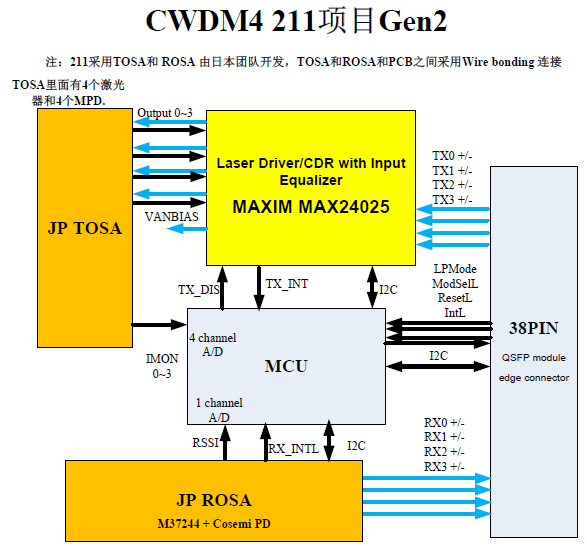 CWDM4 211项目Gen2
注：211采用TOSA和 ROSA 由日本团队开发，TOSA和ROSA和PCB之间采用Wire bonding 连接
TOSA里面有4个激光
器和4个MPD.
Output 0~3
JP TOSA
VANBIAS
Laser Driver/CDR with Input
Equalizer
MAXIM MAX24025
TX0 +/-
TX1 +/-
TX2 +/-
TX3 +/-
TX_DIS
TX_INT
I2C
LPMode
ModSelL
ResetL
IntL
38PIN
QSFP module
edge connector
IMON
0~3
4 channel
A/D
MCU
I2C
1 channel
A/D
RSSI
RX_INTL
I2C
RX0 +/-
RX1 +/-
RX2 +/-
RX3 +/-
JP ROSA
M37244 + Cosemi PD